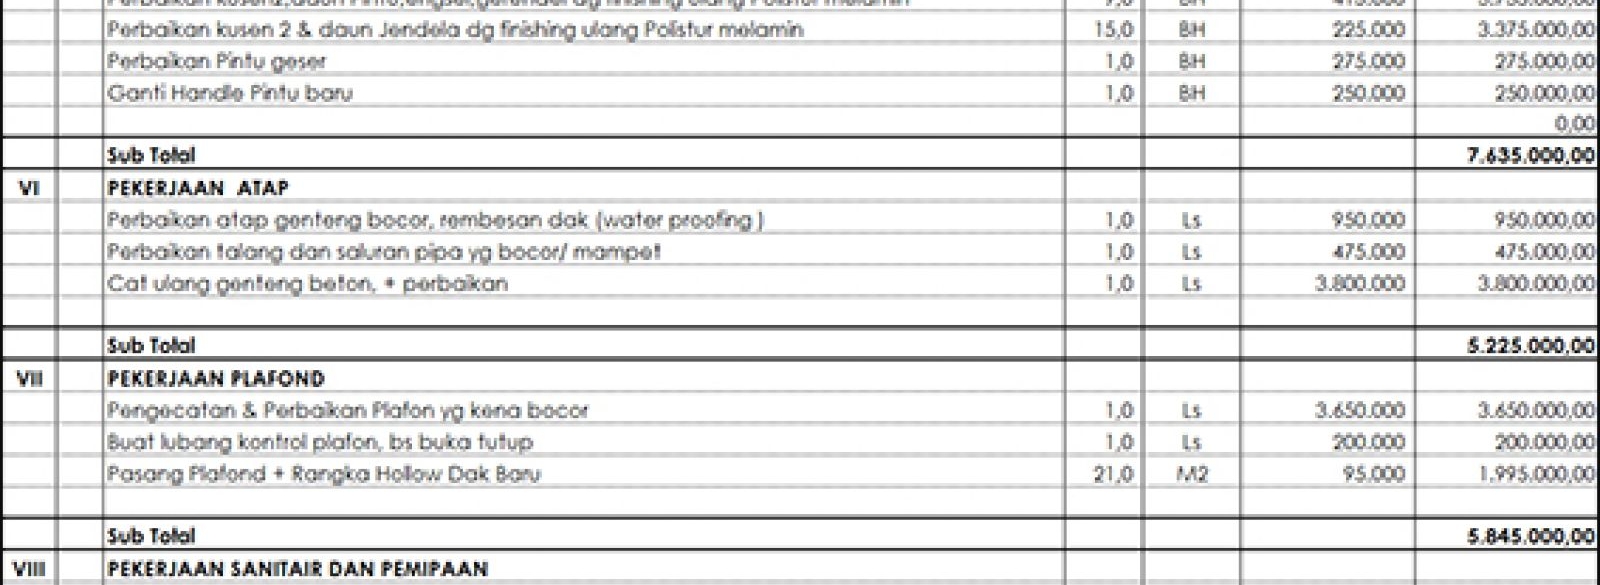 Perbaikan kusen 2 & daun Jendela dg finishing ulang Polistur melamin 15,0 BH 225.000 3.375.000,00
Perbaikan Pintu geser 1,0 BH 275.000 275.000,00
Ganti Handle Pintu baru 1,0 BH 250.000 250.000,00
0,00
Sub Total 7.635.000,00
VI PEKERJAAN ATAP
Perbaikan atap genteng bocor, rembesan dak (water proofing ) 1,0 Ls 950.000 950.000,00
Perbaikan talang dan saluran pipa yg bocor/ mampet 1,0 Ls 475.000 475.000,00
Cat ulang genteng beton, + perbaikan 1,0 Ls 3.800.000 3.800.000,00
Sub Total 5.225.000,00
VII PEKERJAAN PLAFOND
Pengecatan & Perbaikan Plafon yg kena bocor 1,0 Ls 3.650.000 3.650.000,00
Buat lubang kontrol plafon, bs buka tutup 1,0 Ls 200.000 200.000,00
Pasang Plafond + Rangka Hollow Dak Baru 21,0 M2 95.000 1.995.000,00
Sub Total 5.845.000,00
VIII PEKERJAAN SANITAIR DAN PEMIPAAN